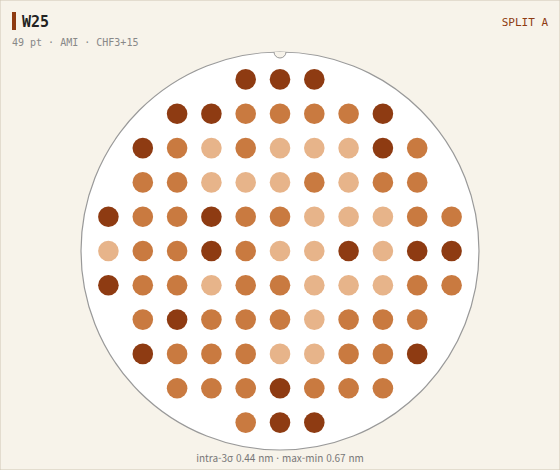 W25
SPLIT A
49 pt · AMI · CHF3+15
intra-3σ 0.44 nm · max-min 0.67 nm